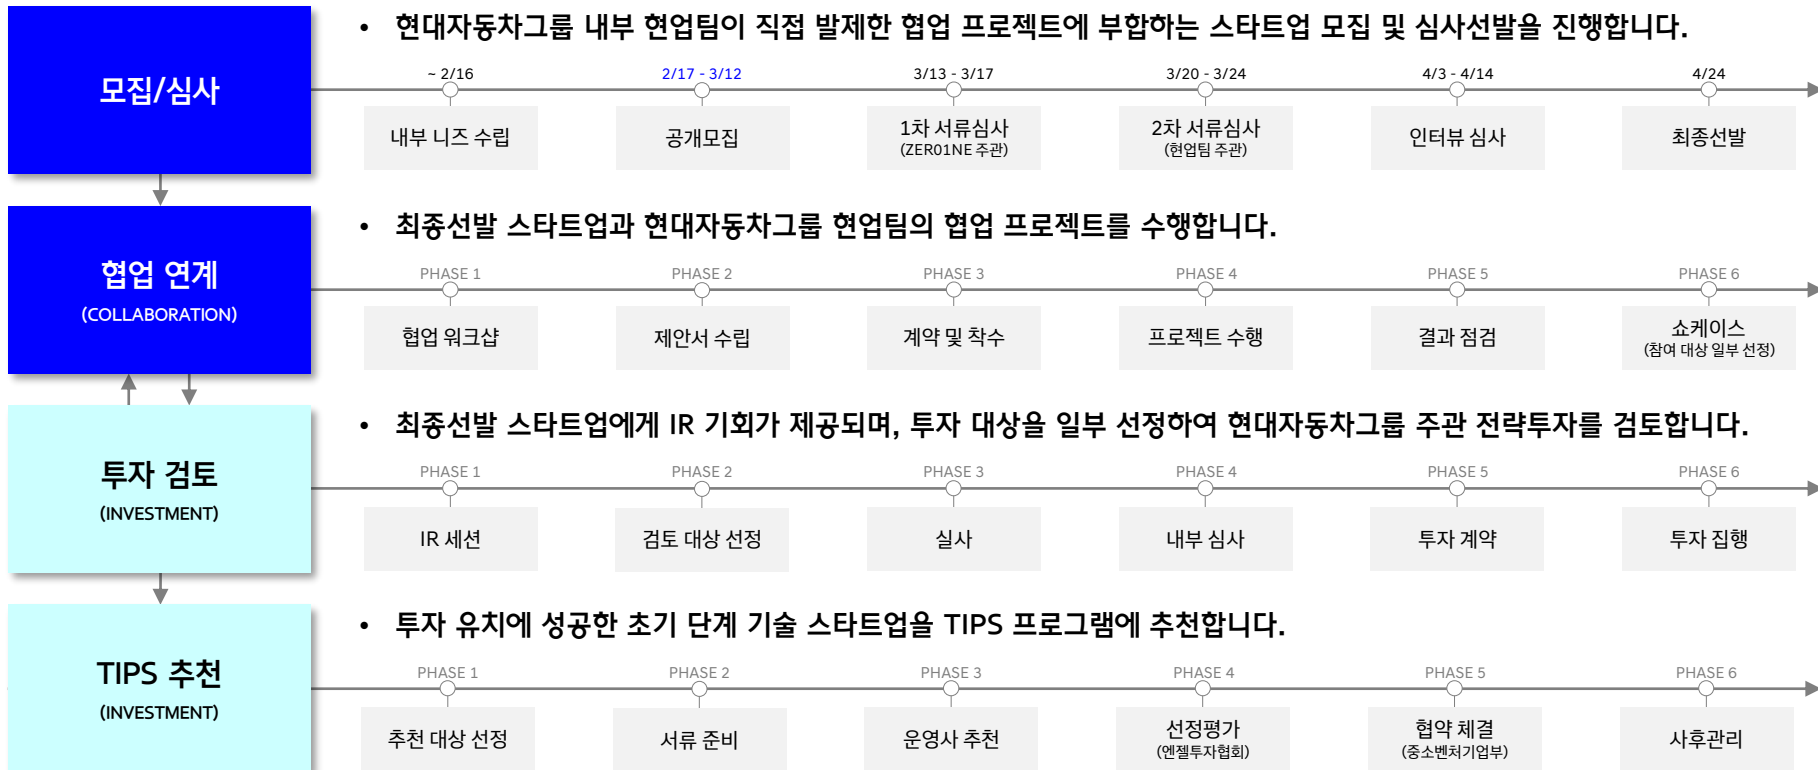 모집/심사
• 현대자동차그룹 내부 현업팀이 직접 발제한 협업 프로젝트에 부합하는 스타트업 모집 및 심사선발을 진행합니다.
~ 2/16
2/17 - 3/12
3/13 - 3/17
3/20 - 3/24
4/3 - 4/14
4/24
내부 니즈 수립
공개모집
1차 서류심사
(ZER01NE 주관)
2차 서류심사
(현업팀 주관)
인터뷰 심사
최종선발
협업 연계
(COLLABORATION)
• 최종선발 스타트업과 현대자동차그룹 현업팀의 협업 프로젝트를 수행합니다.
PHASE 1
PHASE 2
PHASE 3
PHASE 4
PHASE 5
PHASE 6
협업 워크샵
제안서 수립
계약 및 착수
프로젝트 수행
결과 점검
쇼케이스
(참여 대상 일부 선정)
투자 검토
(INVESTMENT)
• 최종선발 스타트업에게 IR 기회가 제공되며, 투자 대상을 일부 선정하여 현대자동차그룹 주관 전략투자를 검토합니다.
PHASE 1
PHASE 2
PHASE 3
PHASE 4
PHASE 5
PHASE 6
IR 세션
검토 대상 선정
실사
내부 심사
투자 계약
투자 집행
TIPS 추천
(INVESTMENT)
• 투자 유치에 성공한 초기 단계 기술 스타트업을 TIPS 프로그램에 추천합니다.
PHASE 1
PHASE 2
PHASE 3
PHASE 4
PHASE 5
PHASE 6
추천 대상 선정
서류 준비
운영사 추천
선정평가
(엔젤투자협회)
협약 체결
(중소벤처기업부)
사후관리